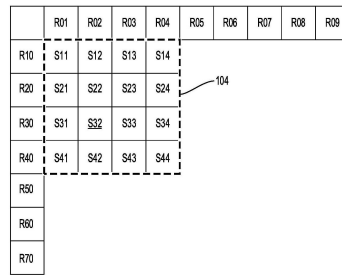 R01 R02 R03 R04 R05 R06 R07 R08 R09
R10 S11 S12 S13 S14
R20 S21 S22 S23 S24 104
R30 S31 S32 S33 S34
R40 S41 S42 S43 S44
R50
R60
R70